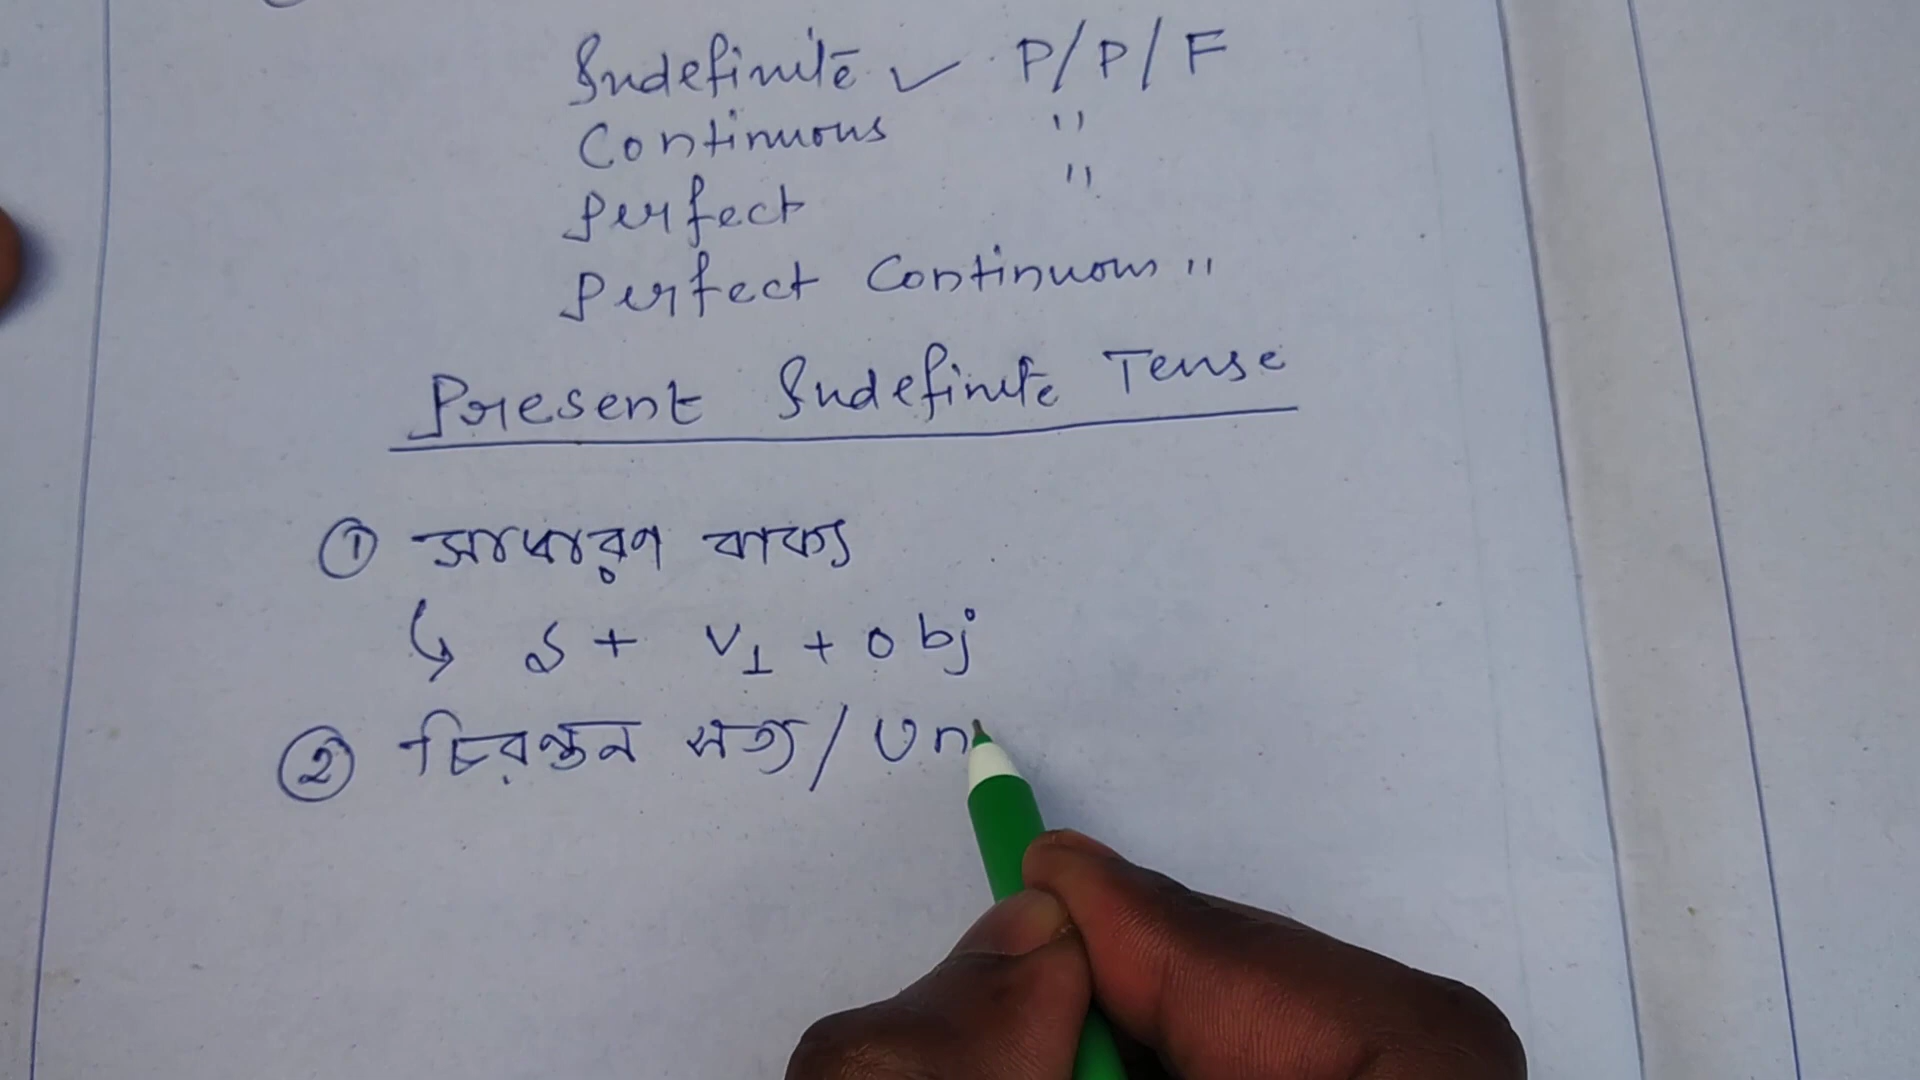 Indefinite ✓ P/P/F
Continuous "
Perfect "
Perfect Continuous "
Present Indefinite Tense
① সাধারণ বাক্য
↳ S + V1 + obj
② চিরন্তন সত্য / Un